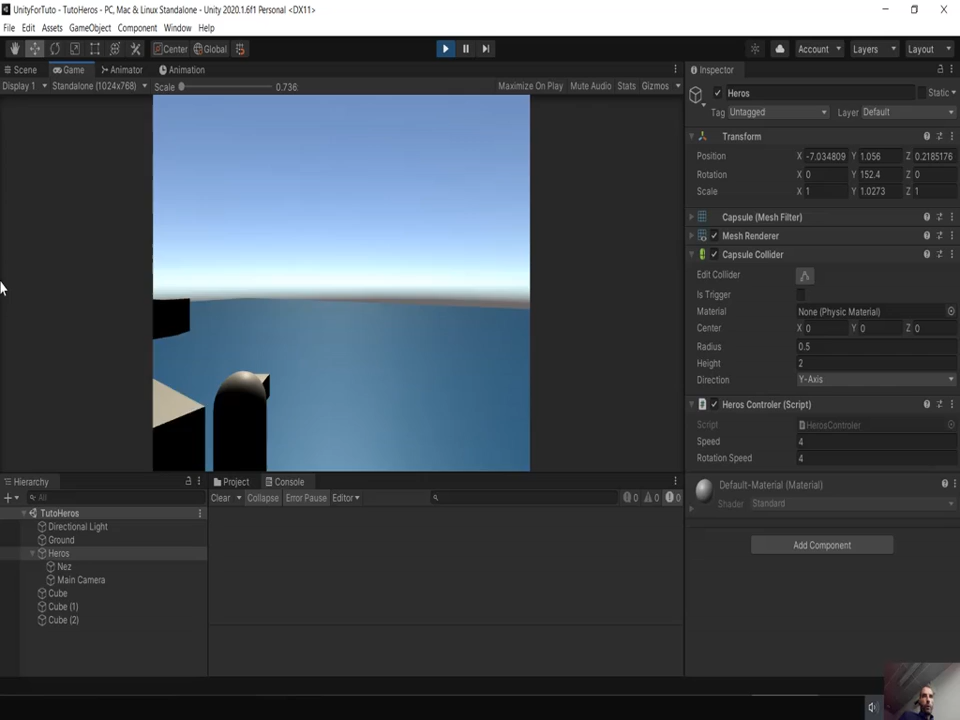 UnityForTuto - TutoHeros - PC, Mac & Linux Standalone - Unity 2020.1.6f1 Personal <DX11>
File Edit Assets GameObject Component Window Help
Center Global Account Layers Layout
Scene Game Animator Animation
Display 1 Standalone (1024x768) Scale 0.736 Maximize On Play Mute Audio Stats Gizmos
Inspector
Heros Static
Tag Untagged Layer Default
Transform
Position X -7.034809 Y 1.056 Z 0.2185176
Rotation X 0 Y 152.4 Z 0
Scale X 1 Y 1.0273 Z 1
Capsule (Mesh Filter)
Mesh Renderer
Capsule Collider
Edit Collider
Is Trigger
Material None (Physic Material)
Center X 0 Y 0 Z 0
Radius 0.5
Height 2
Direction Y-Axis
Heros Controler (Script)
Script HerosControler
Speed 4
Rotation Speed 4
Default-Material (Material)
Shader Standard
Add Component
Hierarchy
All
TutoHeros
Directional Light
Ground
Heros
Nez
Main Camera
Cube
Cube (1)
Cube (2)
Project Console
Clear Collapse Error Pause Editor 0 0 0